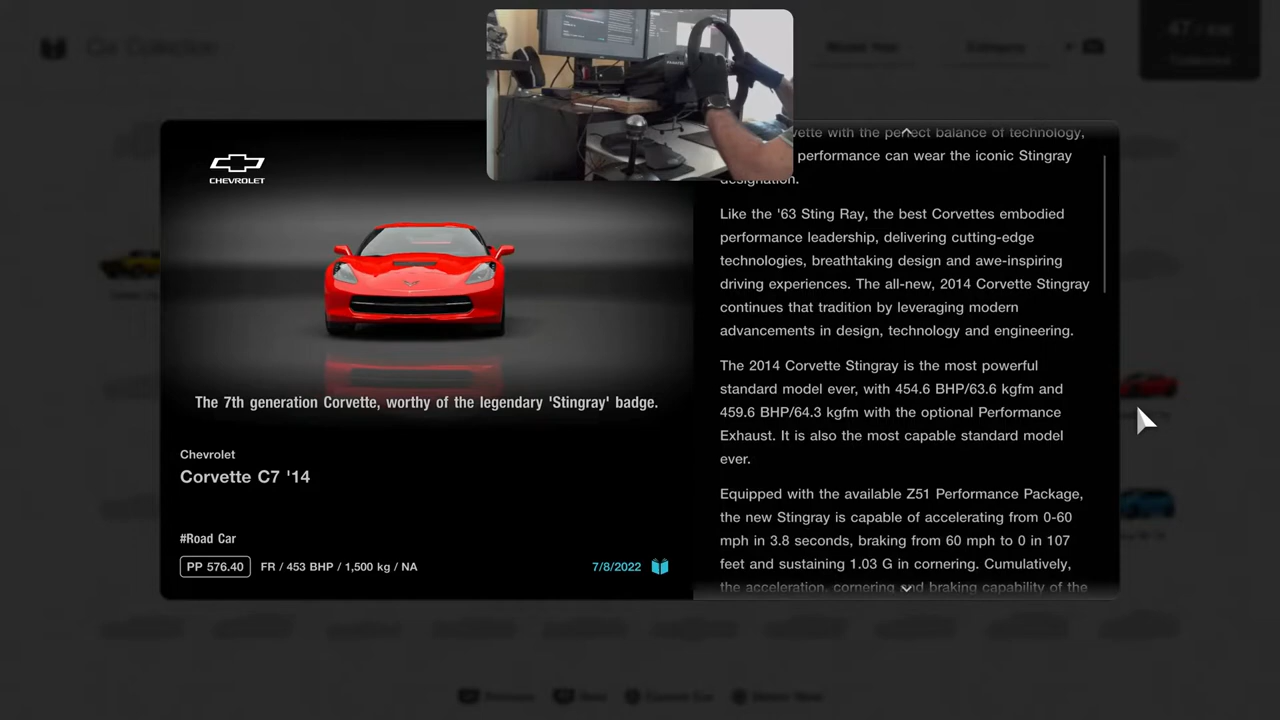 Car Collection
47 /
CHEVROLET
The 7th generation Corvette, worthy of the legendary 'Stingray' badge.
Chevrolet
Corvette C7 '14
#Road Car
PP 576.40
FR / 453 BHP / 1,500 kg / NA
7/8/2022
with the perfect balance of technology,
performance can wear the iconic Stingray
designation.
Like the '63 Sting Ray, the best Corvettes embodied
performance leadership, delivering cutting-edge
technologies, breathtaking design and awe-inspiring
driving experiences. The all-new, 2014 Corvette Stingray
continues that tradition by leveraging modern
advancements in design, technology and engineering.
The 2014 Corvette Stingray is the most powerful
standard model ever, with 454.6 BHP/63.6 kgfm and
459.6 BHP/64.3 kgfm with the optional Performance
Exhaust. It is also the most capable standard model
ever.
Equipped with the available Z51 Performance Package,
the new Stingray is capable of accelerating from 0-60
mph in 3.8 seconds, braking from 60 mph to 0 in 107
feet and sustaining 1.03 G in cornering. Cumulatively,
the acceleration, cornering and braking capability of the